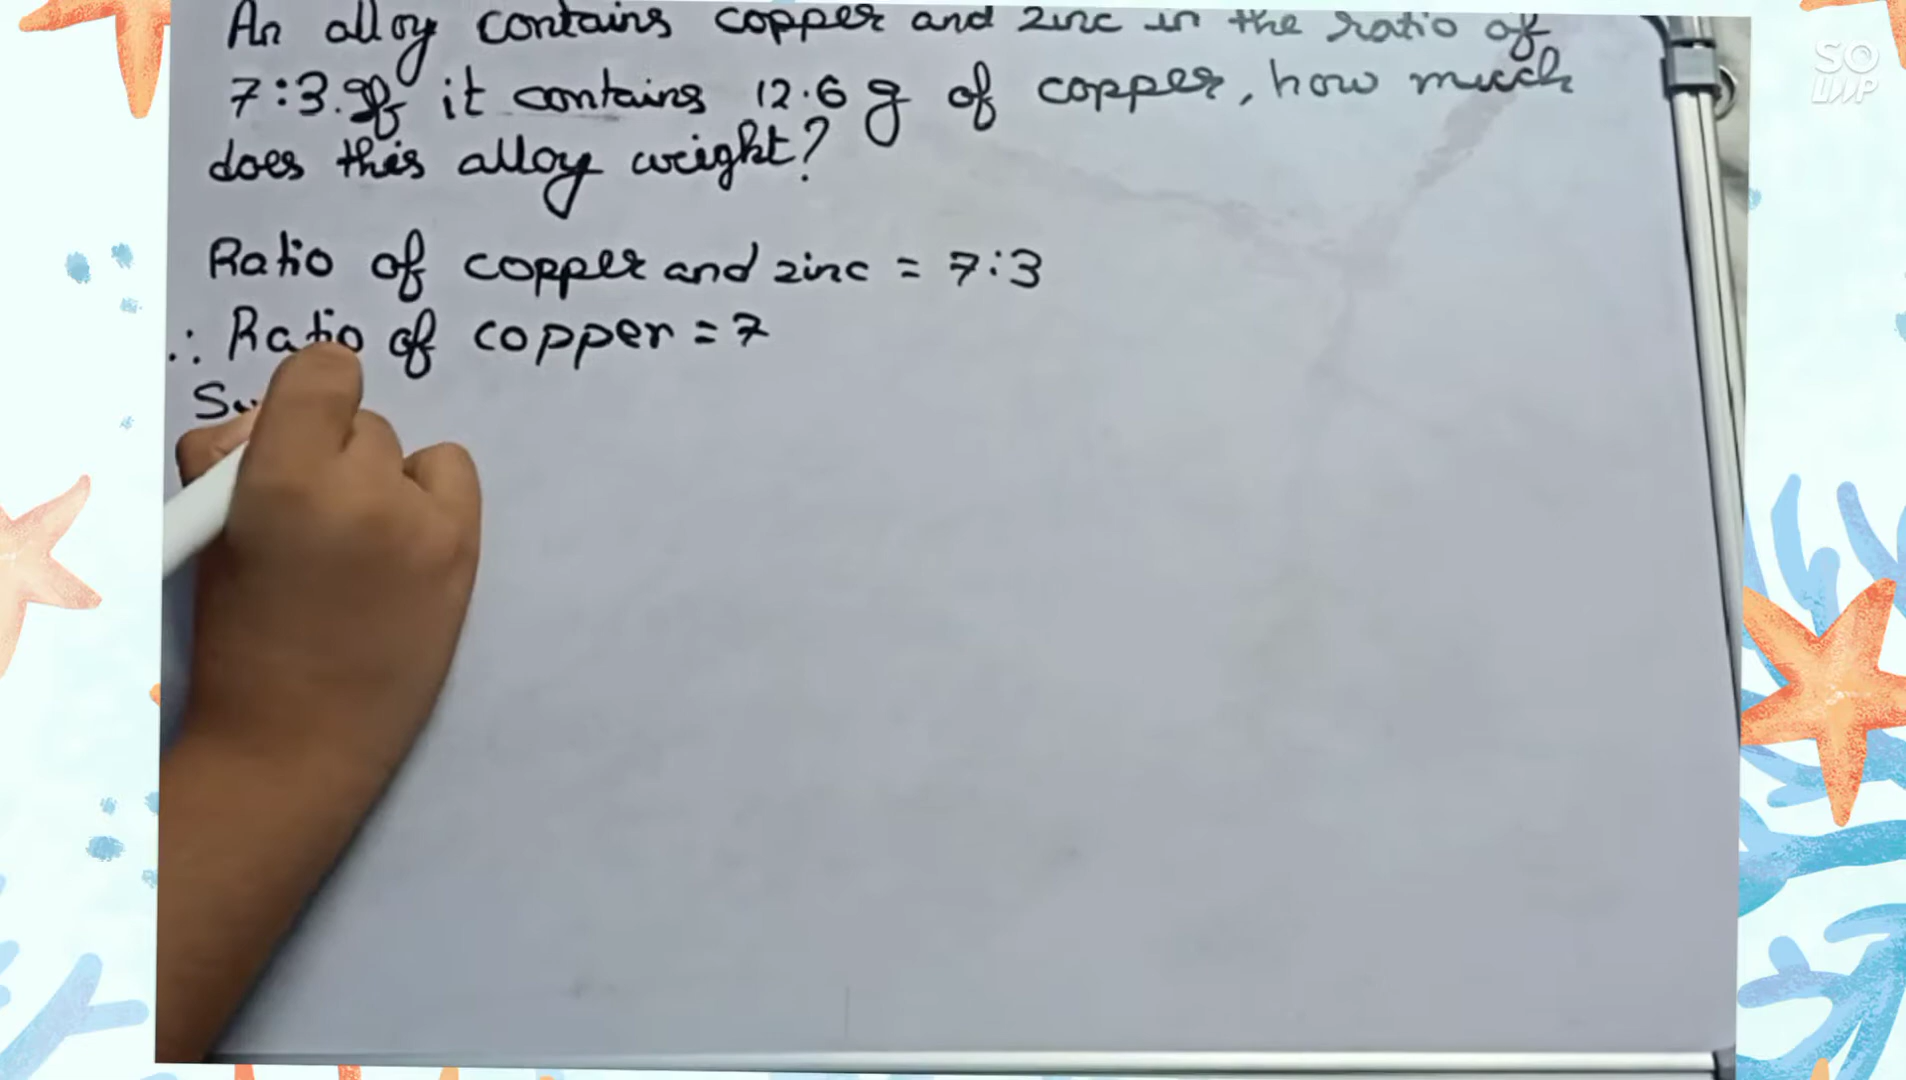 An alloy contains copper and zinc in the ratio of
7:3. If it contains 12.6 g of copper, how much
does this alloy weight?
Ratio of copper and zinc = 7:3
∴ Ratio of copper = 7
SO